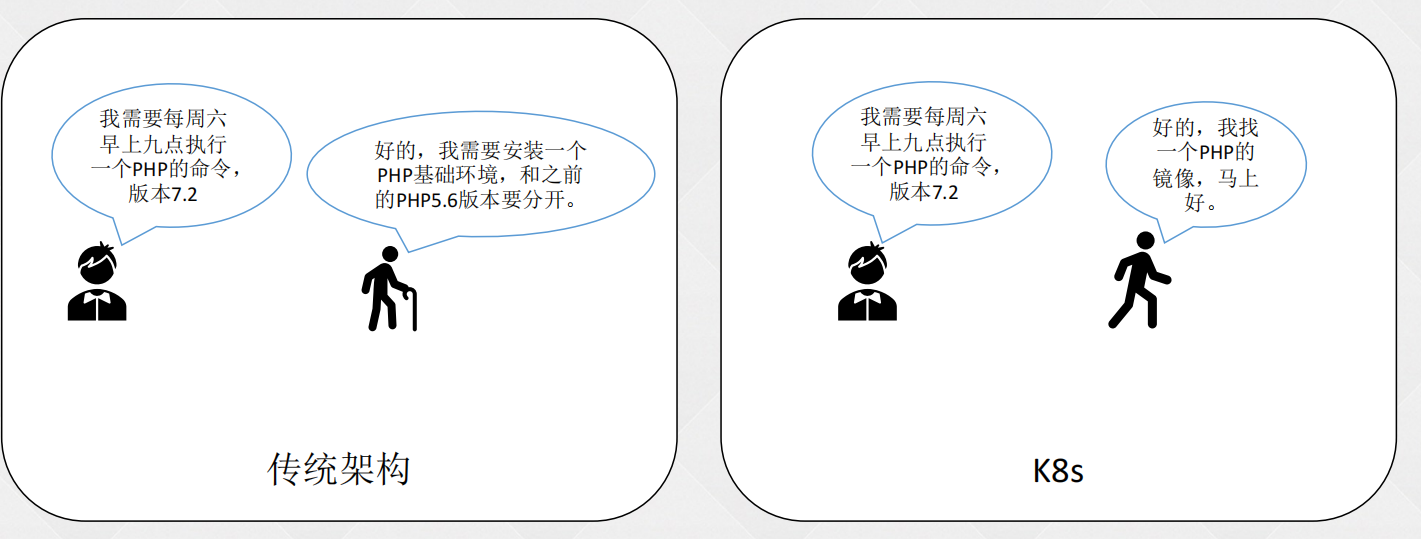 我需要每周六
早上九点执行
一个PHP的命令，
版本7.2
好的，我需要安装一个
PHP基础环境，和之前
的PHP5.6版本要分开。
传统架构
我需要每周六
早上九点执行
一个PHP的命令，
版本7.2
好的，我找
一个PHP的
镜像，马上
好。
K8s